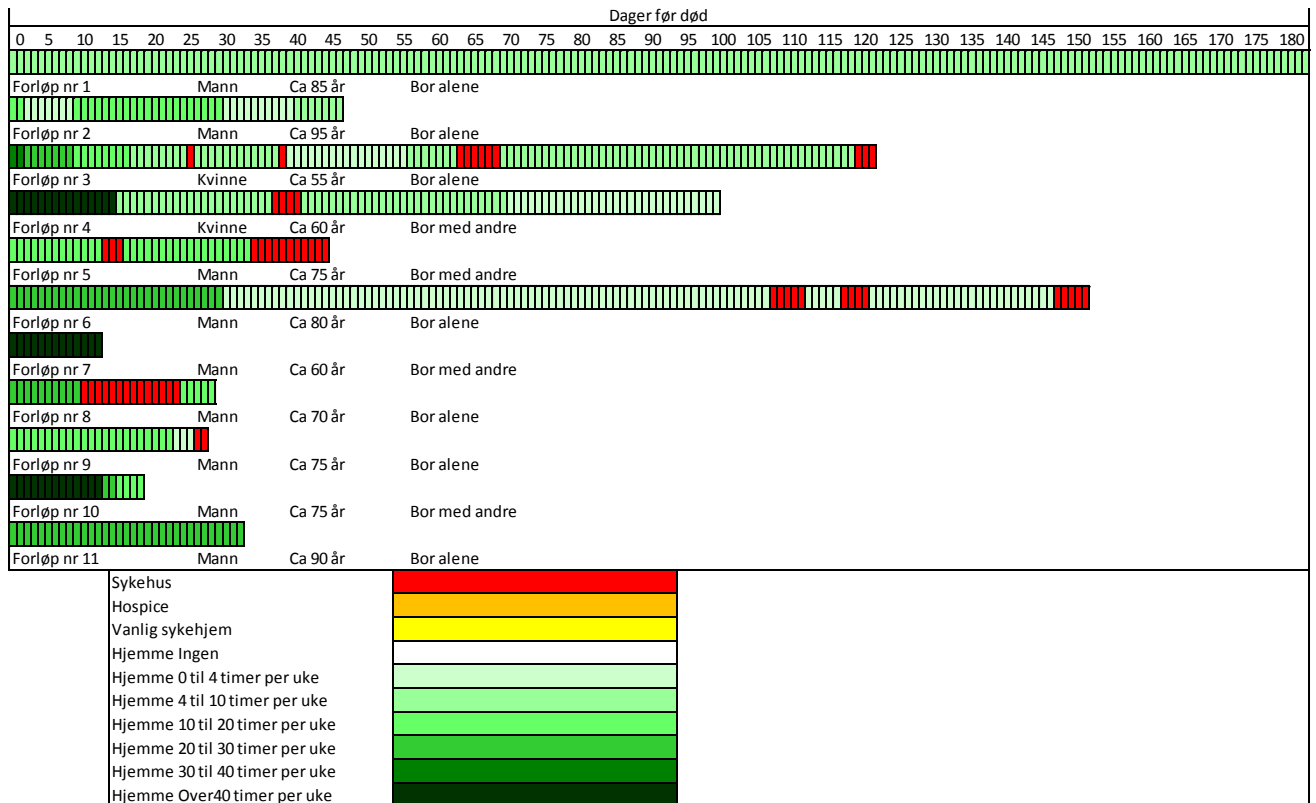 Dager før død
0 5 10 15 20 25 30 35 40 45 50 55 60 65 70 75 80 85 90 95 100 105 110 115 120 125 130 135 140 145 150 155 160 165 170 175 180
Forløp nr 1 Mann Ca 85 år Bor alene
Forløp nr 2 Mann Ca 95 år Bor alene
Forløp nr 3 Kvinne Ca 55 år Bor alene
Forløp nr 4 Kvinne Ca 60 år Bor med andre
Forløp nr 5 Mann Ca 75 år Bor med andre
Forløp nr 6 Mann Ca 80 år Bor alene
Forløp nr 7 Mann Ca 60 år Bor med andre
Forløp nr 8 Mann Ca 70 år Bor alene
Forløp nr 9 Mann Ca 75 år Bor alene
Forløp nr 10 Mann Ca 75 år Bor med andre
Forløp nr 11 Mann Ca 90 år Bor alene
Sykehus
Hospice
Vanlig sykehjem
Hjemme Ingen
Hjemme 0 til 4 timer per uke
Hjemme 4 til 10 timer per uke
Hjemme 10 til 20 timer per uke
Hjemme 20 til 30 timer per uke
Hjemme 30 til 40 timer per uke
Hjemme Over40 timer per uke